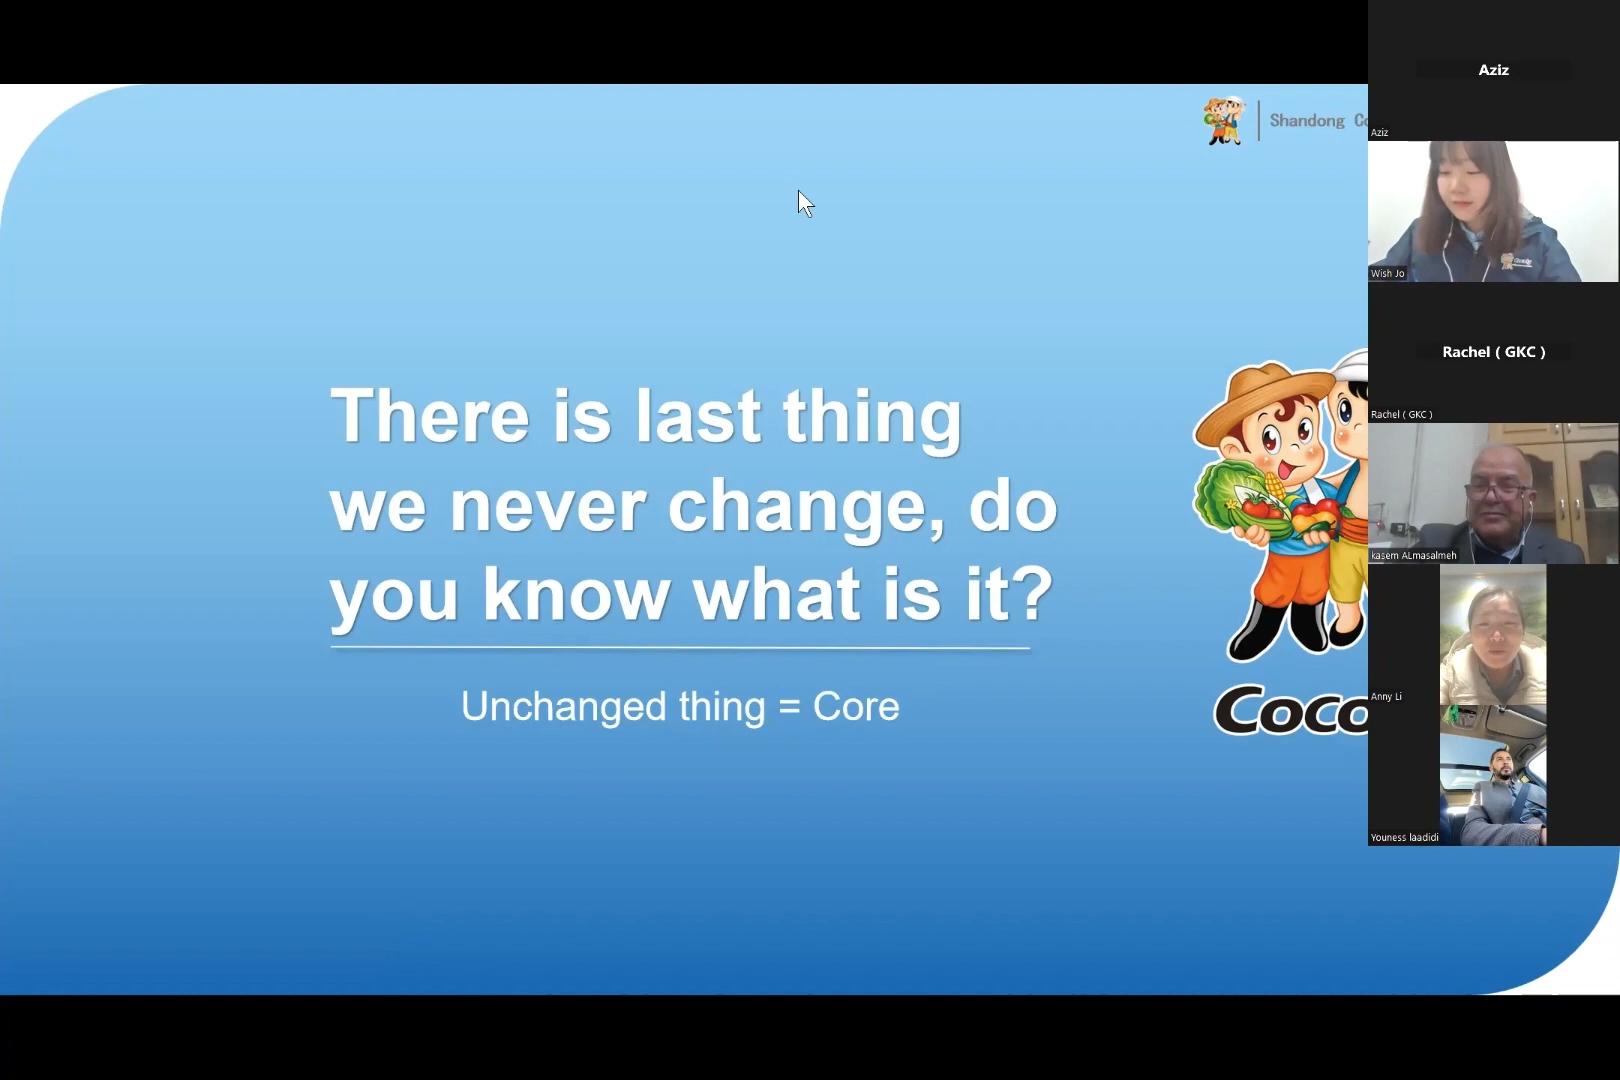 Shandong
There is last thing
we never change, do
you know what is it?
Unchanged thing = Core
Coco
Aziz
Aziz
Wish Jo
Rachel ( GKC )
Rachel ( GKC )
kasem ALmasalmeh
Anny Li
Youness laadidi